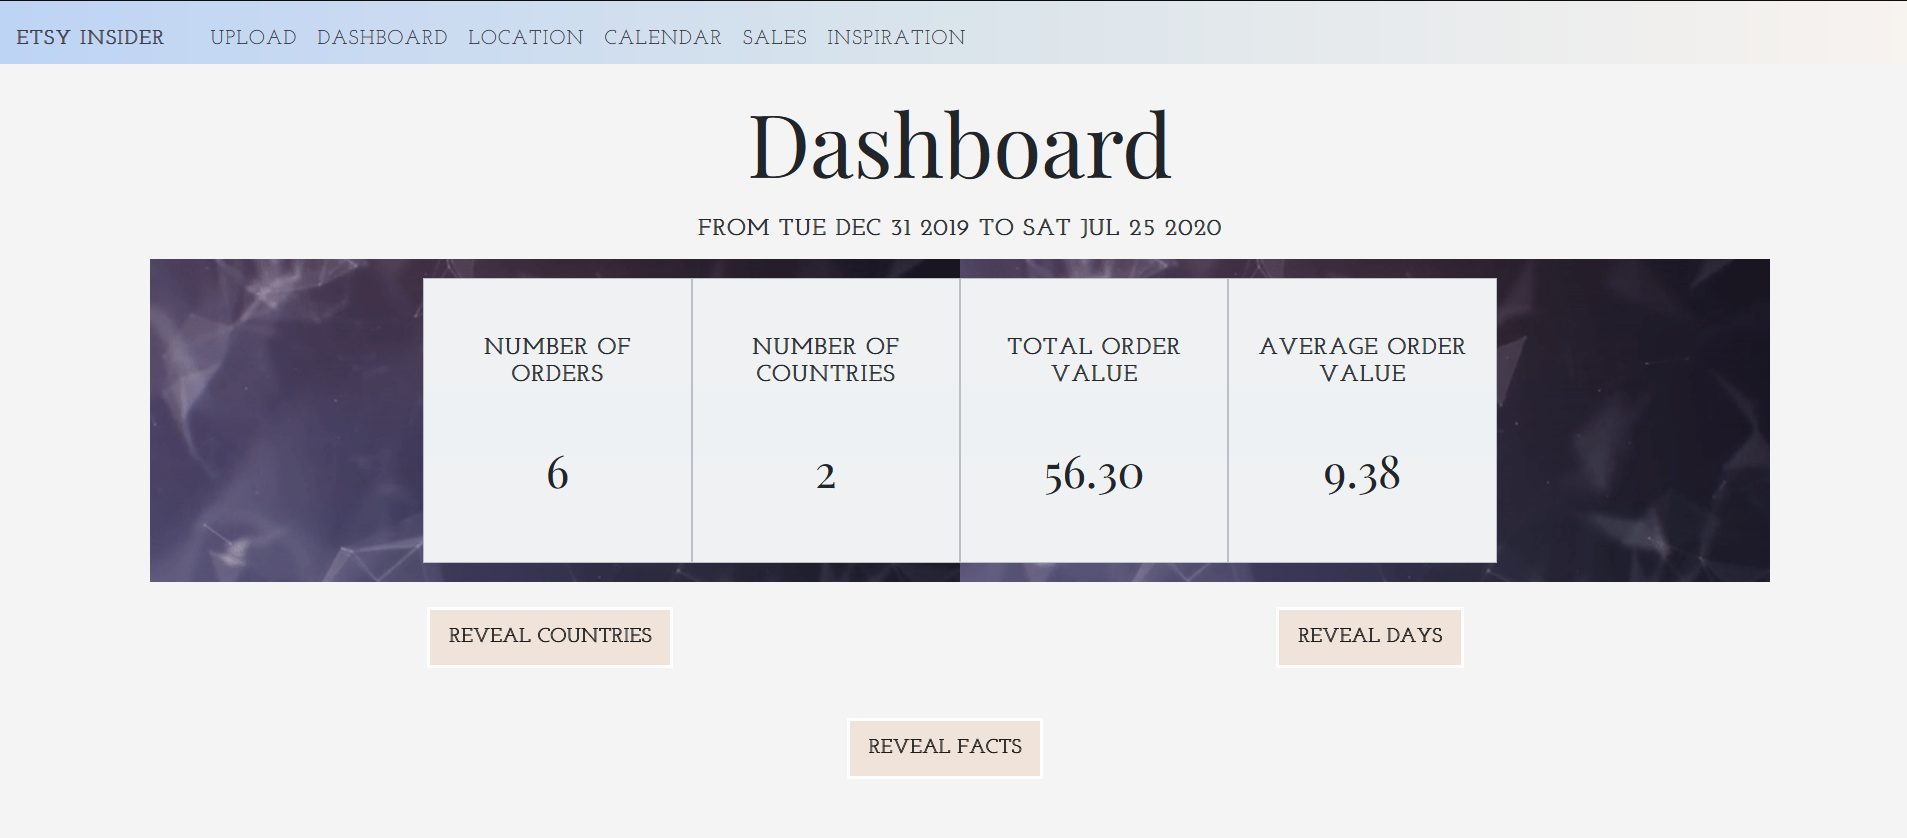 ETSY INSIDER UPLOAD DASHBOARD LOCATION CALENDAR SALES INSPIRATION
Dashboard
FROM TUE DEC 31 2019 TO SAT JUL 25 2020
NUMBER OF
ORDERS
6
NUMBER OF
COUNTRIES
2
TOTAL ORDER
VALUE
56.30
AVERAGE ORDER
VALUE
9.38
REVEAL COUNTRIES
REVEAL DAYS
REVEAL FACTS